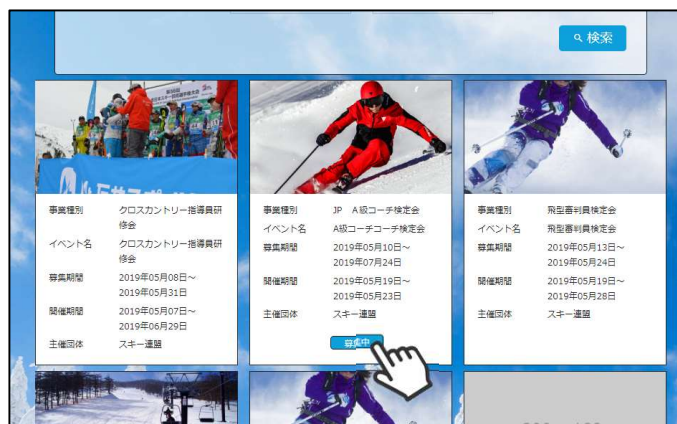 検索
事業種別 クロスカントリー指導員研
修会
イベント名 クロスカントリー指導員研
修会
募集期間 2019年05月08日～
2019年05月31日
開催期間 2019年05月07日～
2019年06月29日
主催団体 スキー連盟
事業種別 JP A級コーチ検定会
イベント名 A級コーチコーチ検定会
募集期間 2019年05月10日～
2019年07月24日
開催期間 2019年05月19日～
2019年05月23日
主催団体 スキー連盟
募集中
事業種別 飛型審判員検定会
イベント名 飛型審判員検定会
募集期間 2019年05月13日～
2019年05月24日
開催期間 2019年05月19日～
2019年05月28日
主催団体 スキー連盟